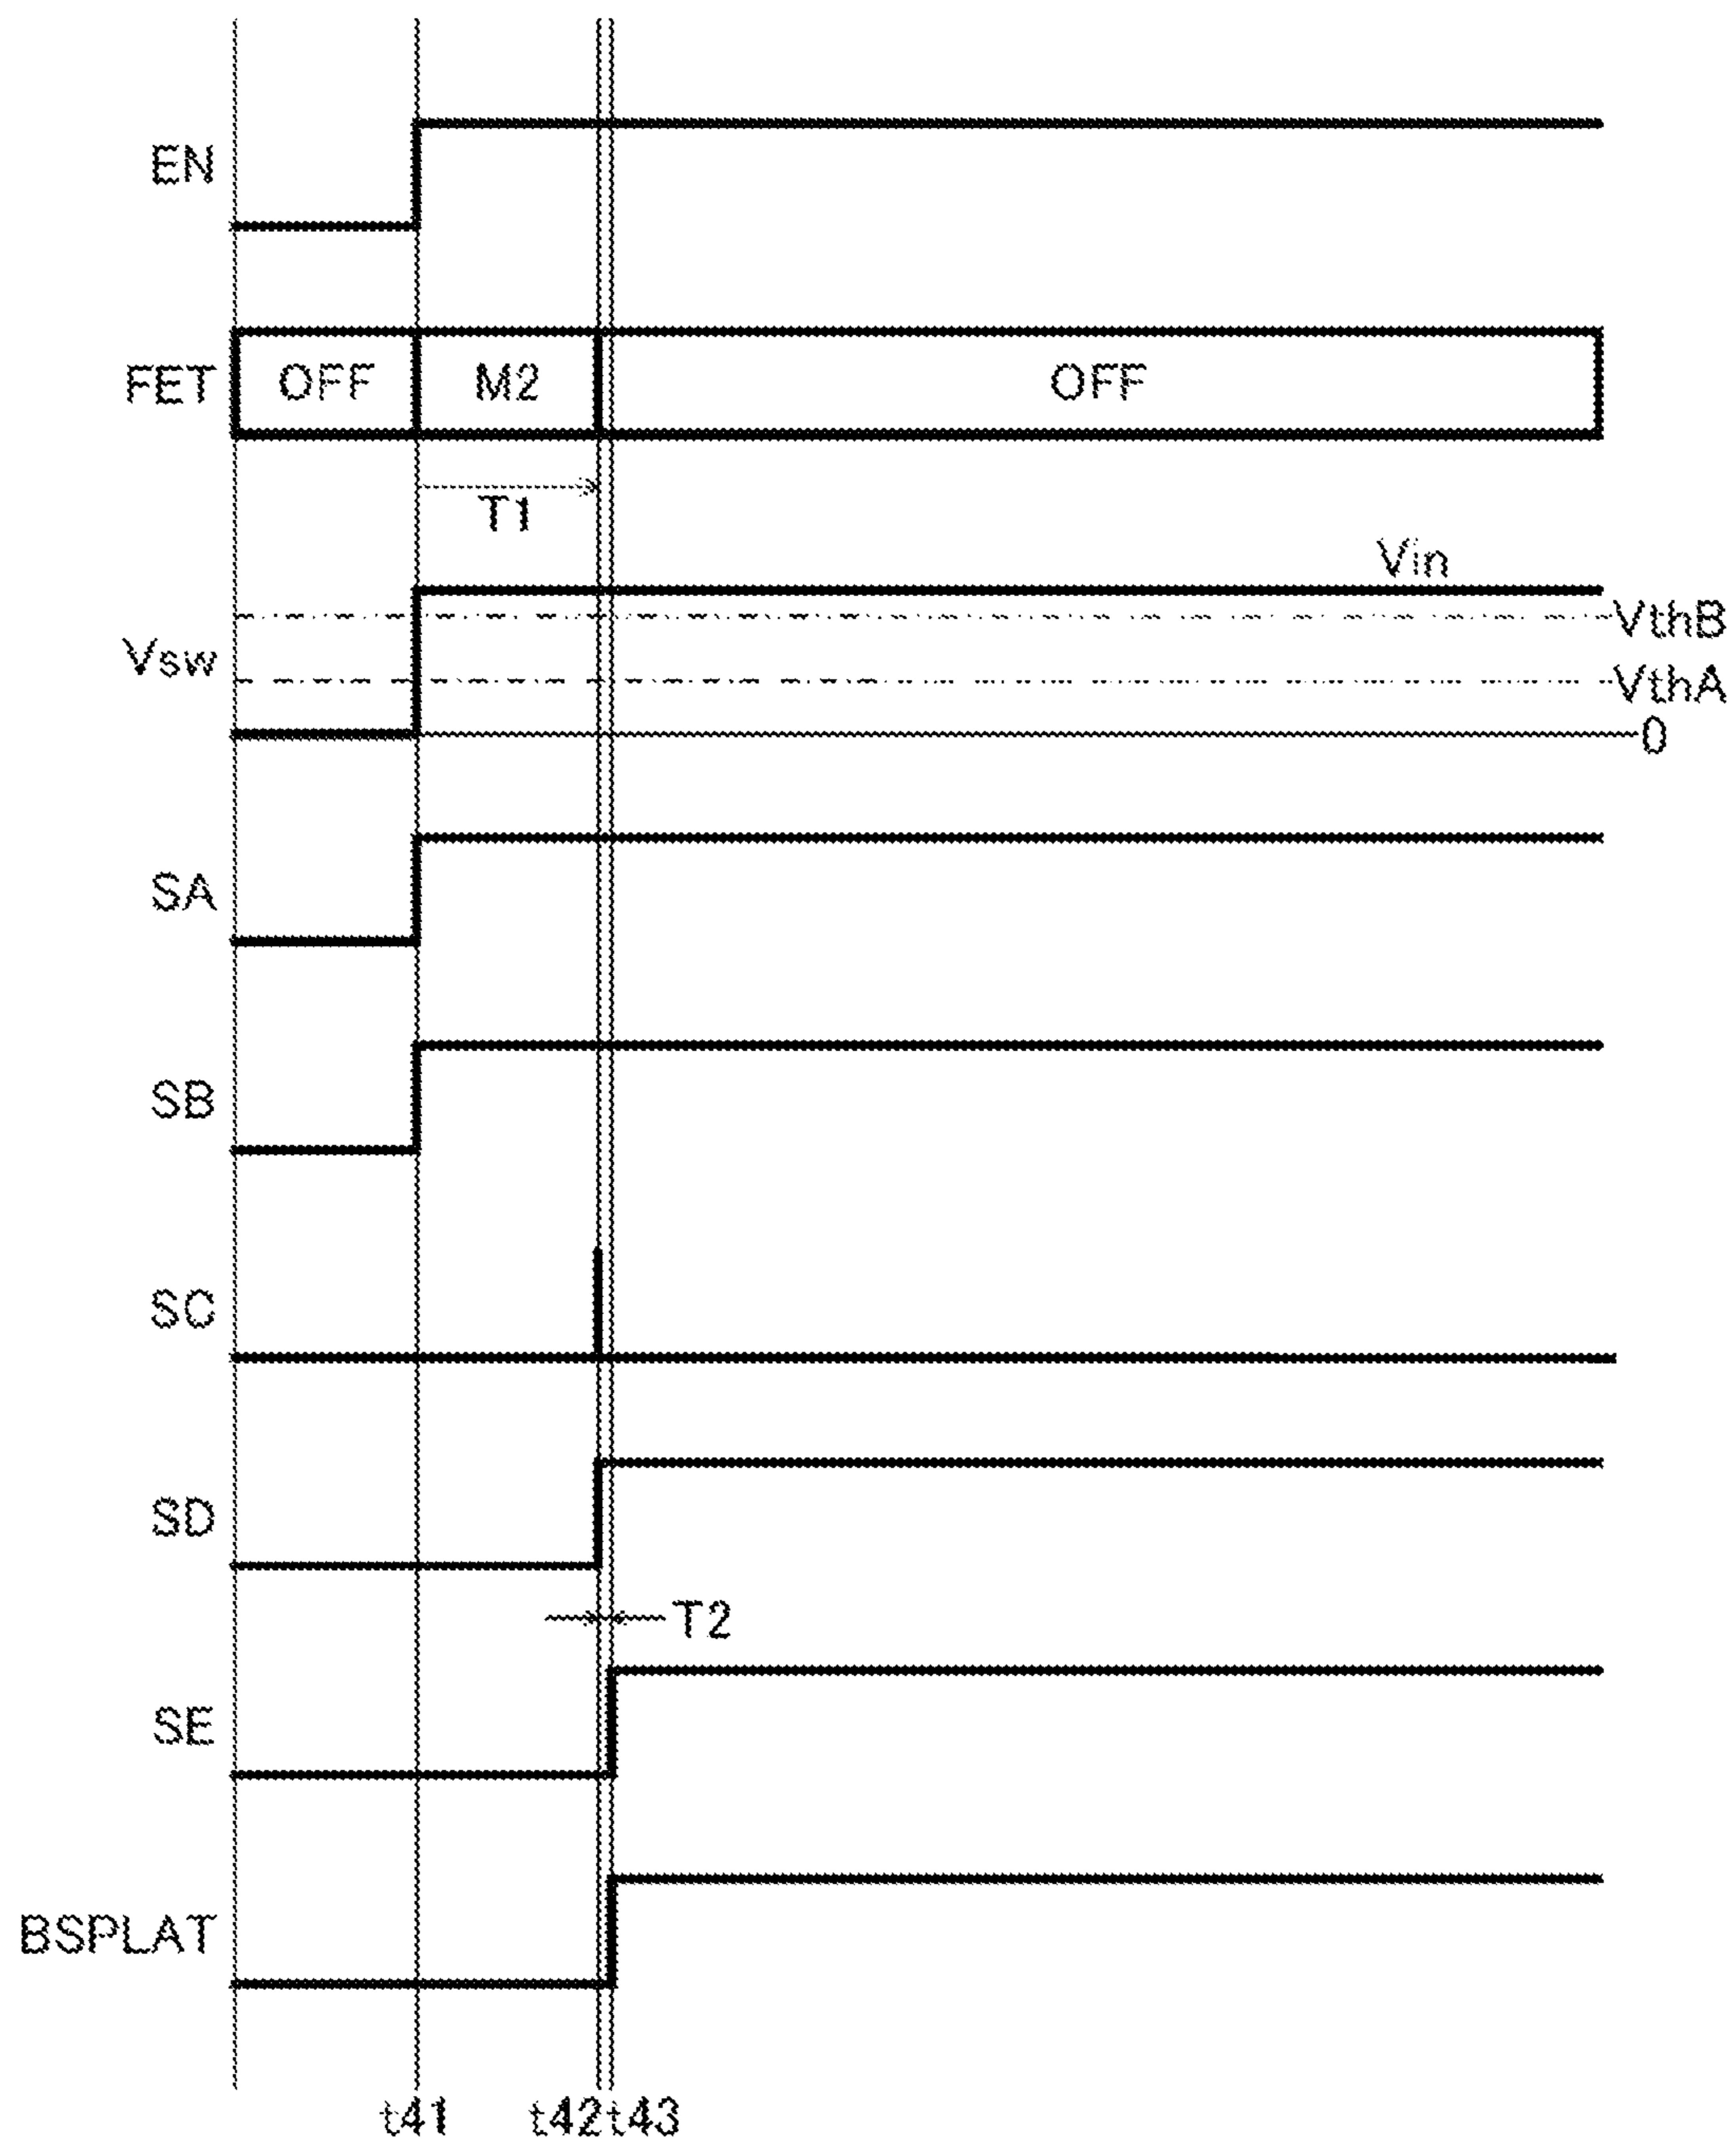 EN
FET OFF M2 OFF
T1
Vin
VthB
Vsw
VthA
0
SA
SB
SC
SD
T2
SE
BSPLAT
t41 t42 t43